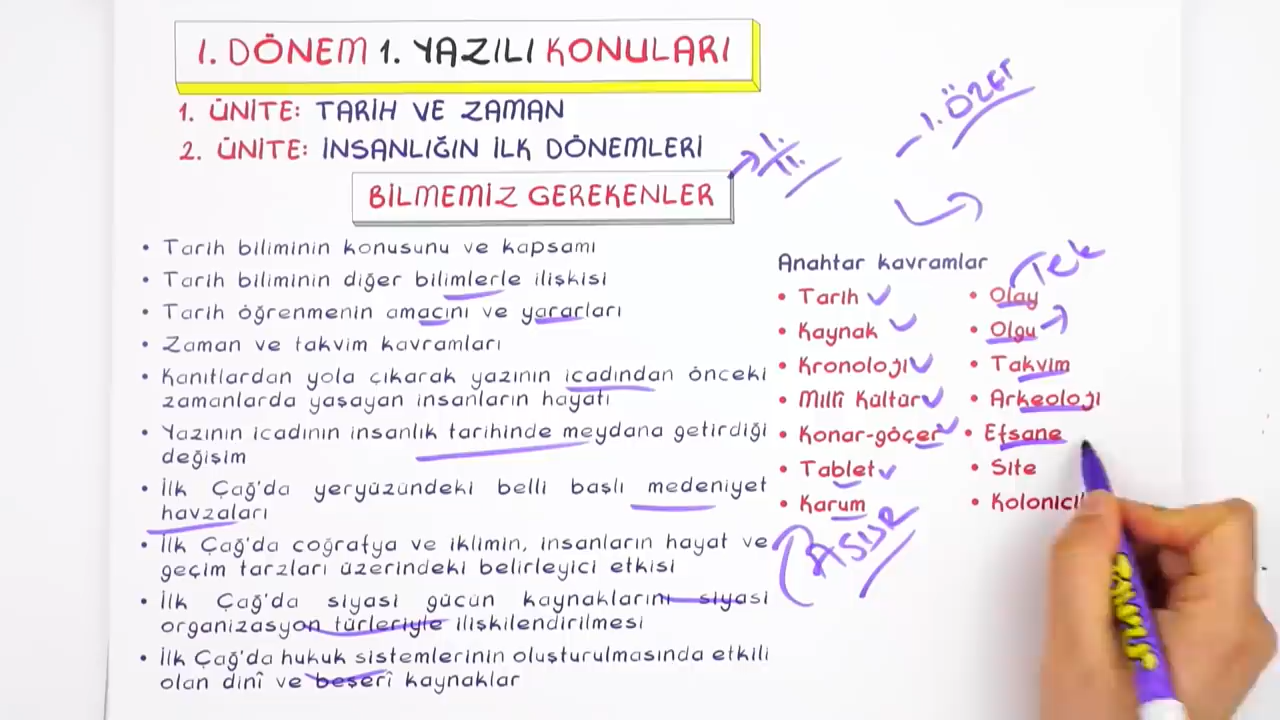 1. DÖNEM 1. YAZILI KONULARI
1. ÜNİTE: TARİH VE ZAMAN
2. ÜNİTE: İNSANLIĞIN İLK DÖNEMLERİ
BİLMEMİZ GEREKENLER
I.
II.
-1. ÖZET
• Tarih biliminin konusunu ve kapsamı
• Tarih biliminin diğer bilimlerle ilişkisi
• Tarih öğrenmenin amacını ve yararları
• Zaman ve takvim kavramları
• Kanıtlardan yola çıkarak yazının icadından önceki
zamanlarda yaşayan insanların hayatı
• Yazının icadının insanlık tarihinde meydana getirdiği
değişim
• İlk Çağ'da yeryüzündeki belli başlı medeniyet
havzaları
• İlk Çağ'da coğrafya ve iklimin, insanların hayat ve
geçim tarzları üzerindeki belirleyici etkisi
• İlk Çağ'da siyasi gücün kaynaklarını siyasi
organizasyon türleriyle ilişkilendirilmesi
• İlk Çağ'da hukuk sistemlerinin oluşturulmasında etkili
olan dinî ve beşerî kaynaklar
Anahtar kavramlar
• Tarih
• Kaynak
• Kronoloji
• Millî Kültür
• Konar-göçer
• Tablet
• Karum
ASUR
Tek
• Olay
• Olgu
• Takvim
• Arkeoloji
• Efsane
• Site